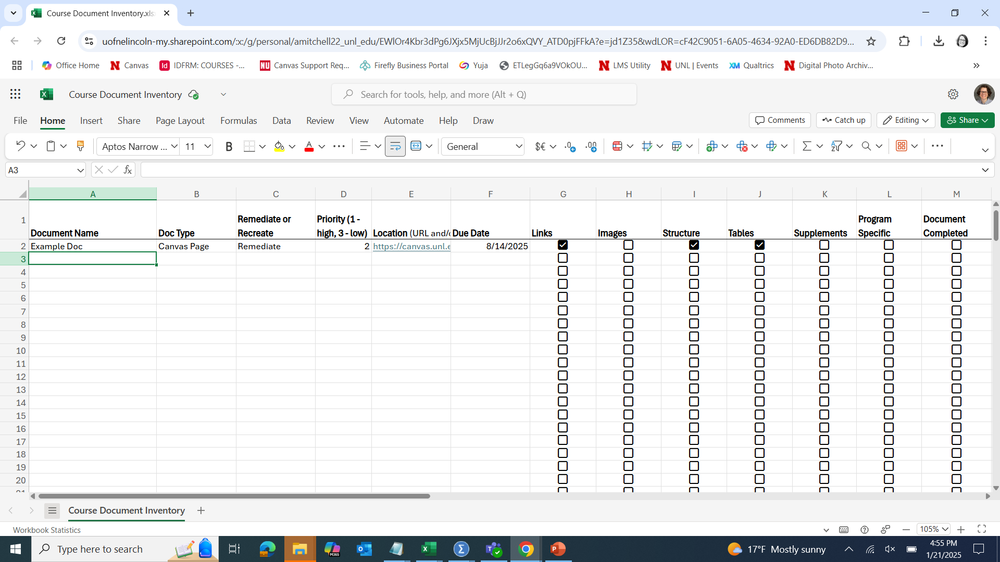 Course Document Inventory.xls
uofnelincoln-my.sharepoint.com/:x:/g/personal/amitchell22_unl_edu/EWlOr4Kbr3dPg6JXjx5MjUcBjJJr2o6xQVY_ATD0pjFFkA?e=jd1Z35&wdLOR=cF42C9051-6A05-4634-92A0-ED6DB82D9...
Office Home Canvas IDFRM: COURSES -... Canvas Support Req... Firefly Business Portal Yuja ETLegGq6a9VOkOU... LMS Utility UNL | Events Qualtrics Digital Photo Archiv...
Course Document Inventory Search for tools, help, and more (Alt + Q)
File Home Insert Share Page Layout Formulas Data Review View Automate Help Draw Comments Catch up Editing Share
Aptos Narrow ... 11 B A General $€ .0 .00
A3 fx
A B C D E F G H I J K L M
1 Document Name Doc Type Remediate or Recreate Priority (1 - high, 3 - low) Location (URL and/o Due Date Links Images Structure Tables Supplements Program Specific Document Completed
2 Example Doc Canvas Page Remediate 2 https://canvas.unl.e 8/14/2025
3
4
5
6
7
8
9
10
11
12
13
14
15
16
17
18
19
20
21
Course Document Inventory
Workbook Statistics 105%
Type here to search M365 17°F Mostly sunny 4:55 PM
1/21/2025